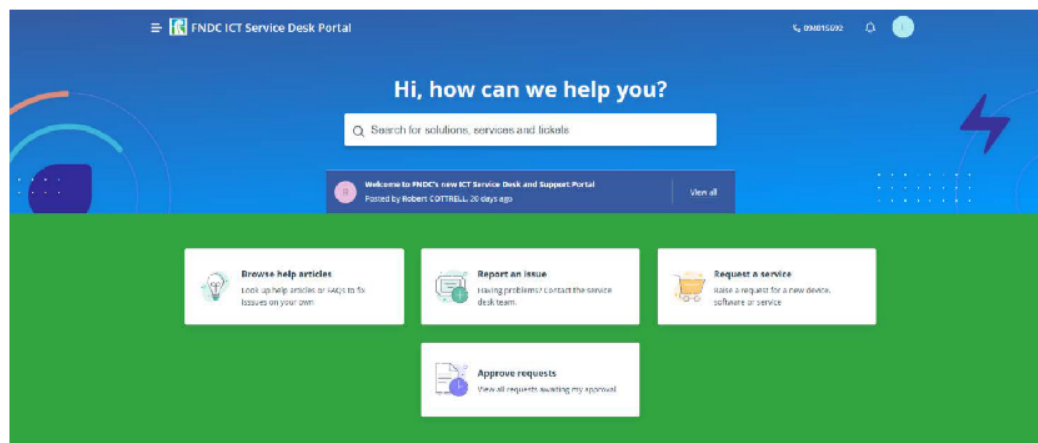 FNDC ICT Service Desk Portal
Hi, how can we help you?
Search for solutions, services and tickets
Welcome to FNDC's new ICT Service Desk and Support Portal
Posted by Robert COTTRELL, 20 days ago
View all
Browse help articles
Look up help articles or FAQs to fix
issues on your own
Report an issue
Having problems? Contact the service
desk team.
Request a service
Raise a request for a new device,
software or service
Approve requests
View all requests awaiting my approval